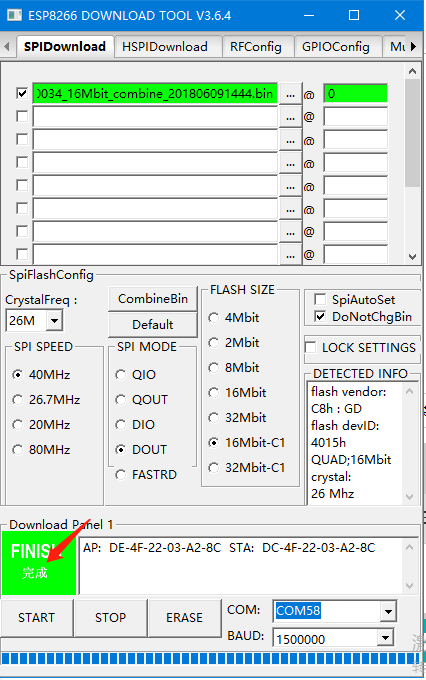 ESP8266 DOWNLOAD TOOL V3.6.4
SPIDownload HSPIDownload RFConfig GPIOConfig Mu
0034_16Mbit_combine_201806091444.bin ... @ 0
... @
... @
... @
... @
... @
... @
... @
SpiFlashConfig
CrystalFreq :
26M
CombineBin
Default
SPI SPEED
40MHz
26.7MHz
20MHz
80MHz
SPI MODE
QIO
QOUT
DIO
DOUT
FASTRD
FLASH SIZE
4Mbit
2Mbit
8Mbit
16Mbit
32Mbit
16Mbit-C1
32Mbit-C1
SpiAutoSet
DoNotChgBin
LOCK SETTINGS
DETECTED INFO
flash vendor:
C8h : GD
flash devID:
4015h
QUAD;16Mbit
crystal:
26 Mhz
Download Panel 1
FINISH
完成
AP: DE-4F-22-03-A2-8C STA: DC-4F-22-03-A2-8C
START STOP ERASE
COM: COM58
BAUD: 1500000